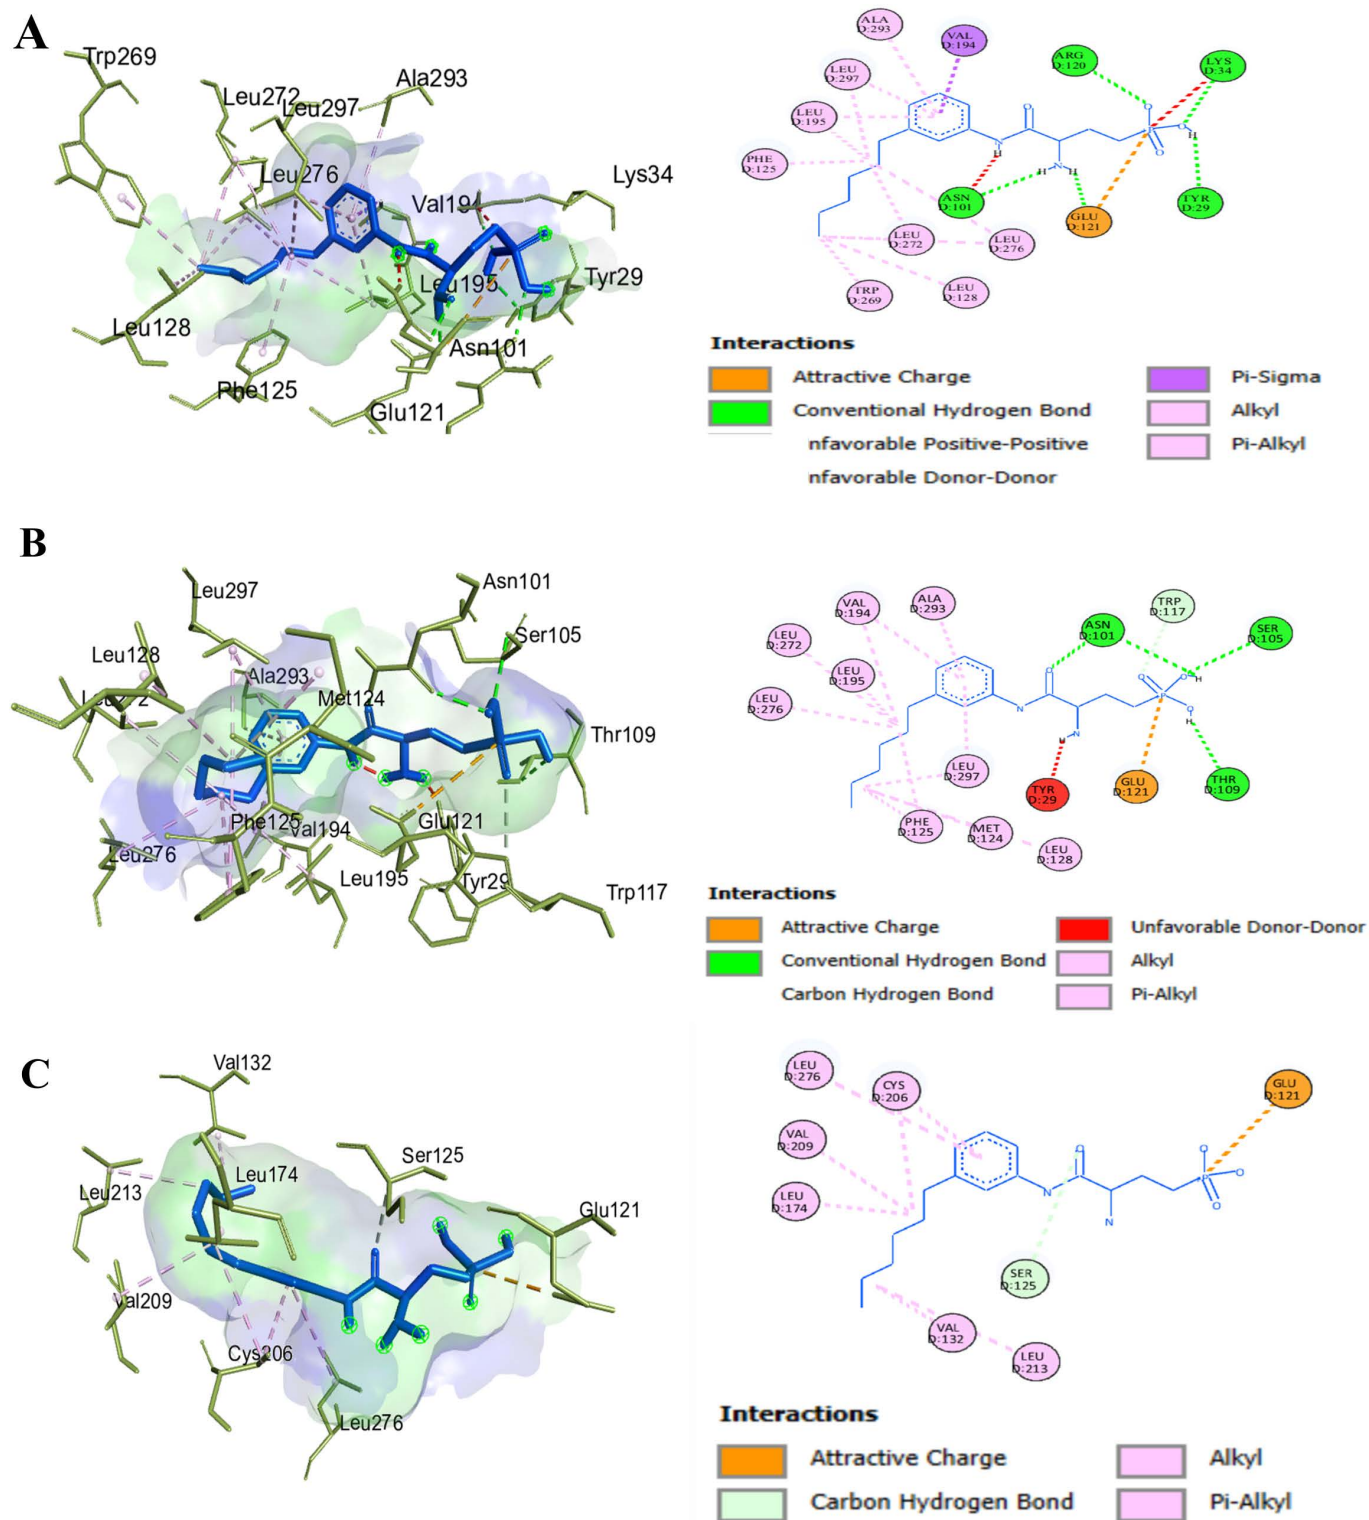 A
Trp269
Leu272
Leu297
Ala293
Leu276
Val194
Lys34
Leu195
Tyr29
Leu128
Asn101
Phe125
Glu121
ALA
D:293
VAL
D:194
ARG
D:120
LYS
D:34
LEU
D:297
LEU
D:195
PHE
D:125
ASN
D:101
GLU
D:121
TYR
D:29
LEU
D:272
LEU
D:276
TRP
D:269
LEU
D:128
O
N
H
H
N
H
O
P
O
H
O
Interactions
Attractive Charge
Pi-Sigma
Conventional Hydrogen Bond
Alkyl
nfavorable Positive-Positive
Pi-Alkyl
nfavorable Donor-Donor
B
Leu297
Asn101
Ser105
Leu128
Ala293
Met124
Thr109
Phe125
Val194
Glu121
Leu276
Leu195
Tyr29
Trp117
VAL
D:194
ALA
D:293
TRP
D:117
ASN
D:101
SER
D:105
LEU
D:272
LEU
D:195
LEU
D:276
LEU
D:297
TYR
D:29
GLU
D:121
THR
D:109
PHE
D:125
MET
D:124
LEU
D:128
O
N
H
N
O
P
O
H
O
H
Interactions
Attractive Charge
Unfavorable Donor-Donor
Conventional Hydrogen Bond
Alkyl
Carbon Hydrogen Bond
Pi-Alkyl
C
Val132
Ser125
Leu174
Leu213
Glu121
Val209
Cys206
Leu276
LEU
D:276
CYS
D:206
GLU
D:121
VAL
D:209
LEU
D:174
SER
D:125
VAL
D:132
LEU
D:213
O
N
N
O
P
O
O
Interactions
Attractive Charge
Alkyl
Carbon Hydrogen Bond
Pi-Alkyl